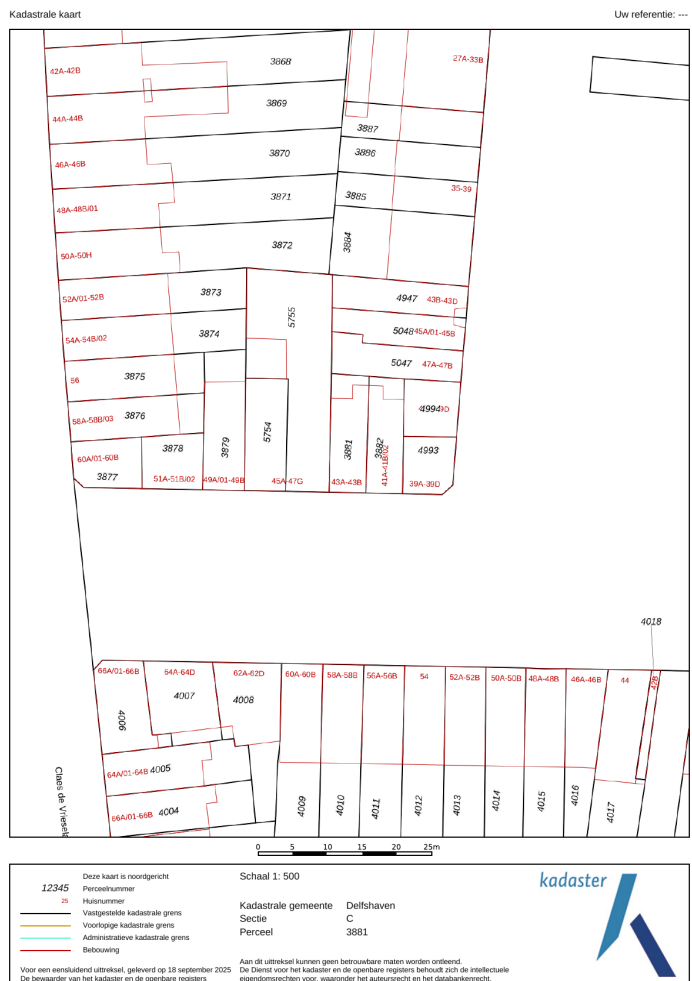 Kadastrale kaart
Uw referentie: ---
42A-42B
3868
27A-33B
44A-44B
3869
3887
46A-46B
3870
3886
48A-48B/01
3871
3885
35-39
50A-50H
3872
3884
52A/01-52B
3873
5755
4947
43B-43D
54A-54B/02
3874
5048
45A/01-45B
56
3875
5047
47A-47B
58A-58B/03
3876
5754
4994
60A/01-60B
3877
3878
3879
3881
3882
4993
51A-51B/02
49A/01-49B
45A-47G
43A-43B
41A-41B/02
39A-39D
4018
66A/01-66B
64A-64D
62A-62D
60A-60B
58A-58B
56A-56B
54
52A-52B
50A-50B
48A-48B
46A-46B
44
42B
4006
4007
4008
64A/01-64B
4005
66A/01-66B
4004
4009
4010
4011
4012
4013
4014
4015
4016
4017
0 5 10 15 20 25m
Deze kaart is noordgericht
12345 Perceelnummer
25 Huisnummer
Vastgestelde kadastrale grens
Voorlopige kadastrale grens
Administratieve kadastrale grens
Bebouwing
Voor een eensluidend uittreksel, geleverd op 18 september 2025
De bewaarder van het kadaster en de openbare registers
Schaal 1: 500
Kadastrale gemeente Delfshaven
Sectie C
Perceel 3881
Aan dit uittreksel kunnen geen betrouwbare maten worden ontleend.
De Dienst voor het kadaster en de openbare registers behoudt zich de intellectuele
eigendomsrechten voor, waaronder het auteursrecht en het databankenrecht.
kadaster